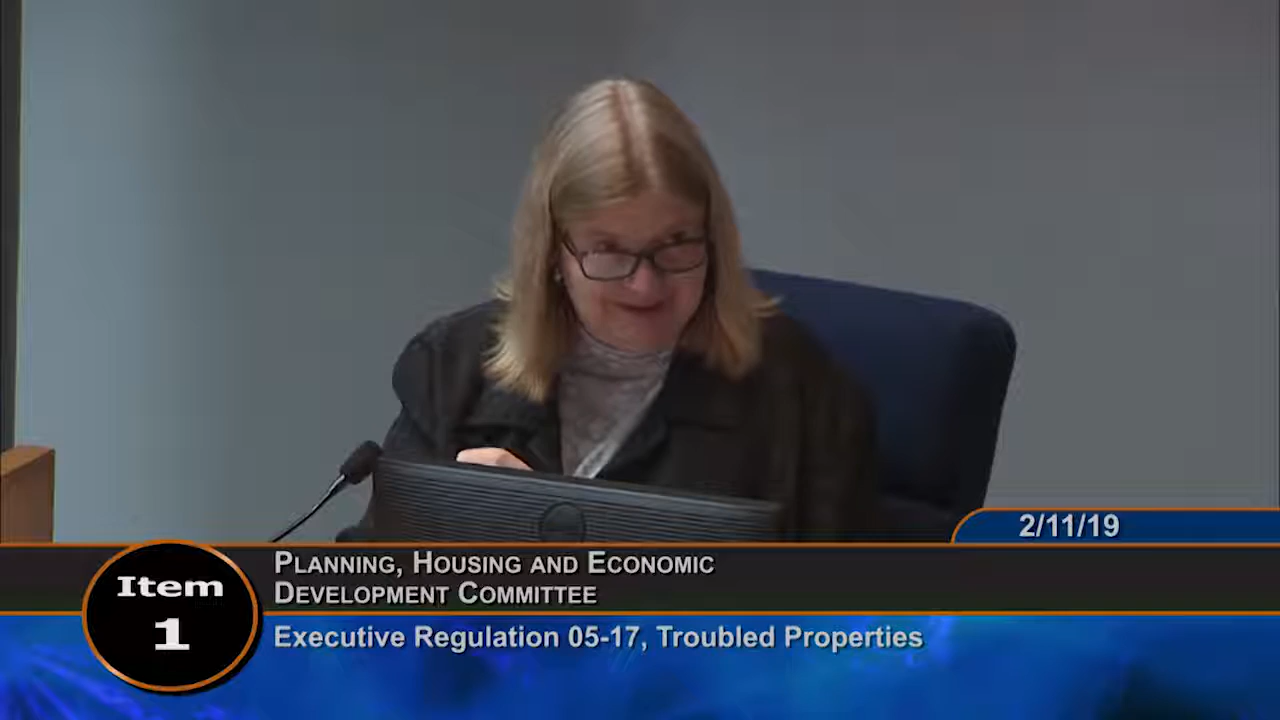 2/11/19
Item
1
Planning, Housing and Economic
Development Committee
Executive Regulation 05-17, Troubled Properties